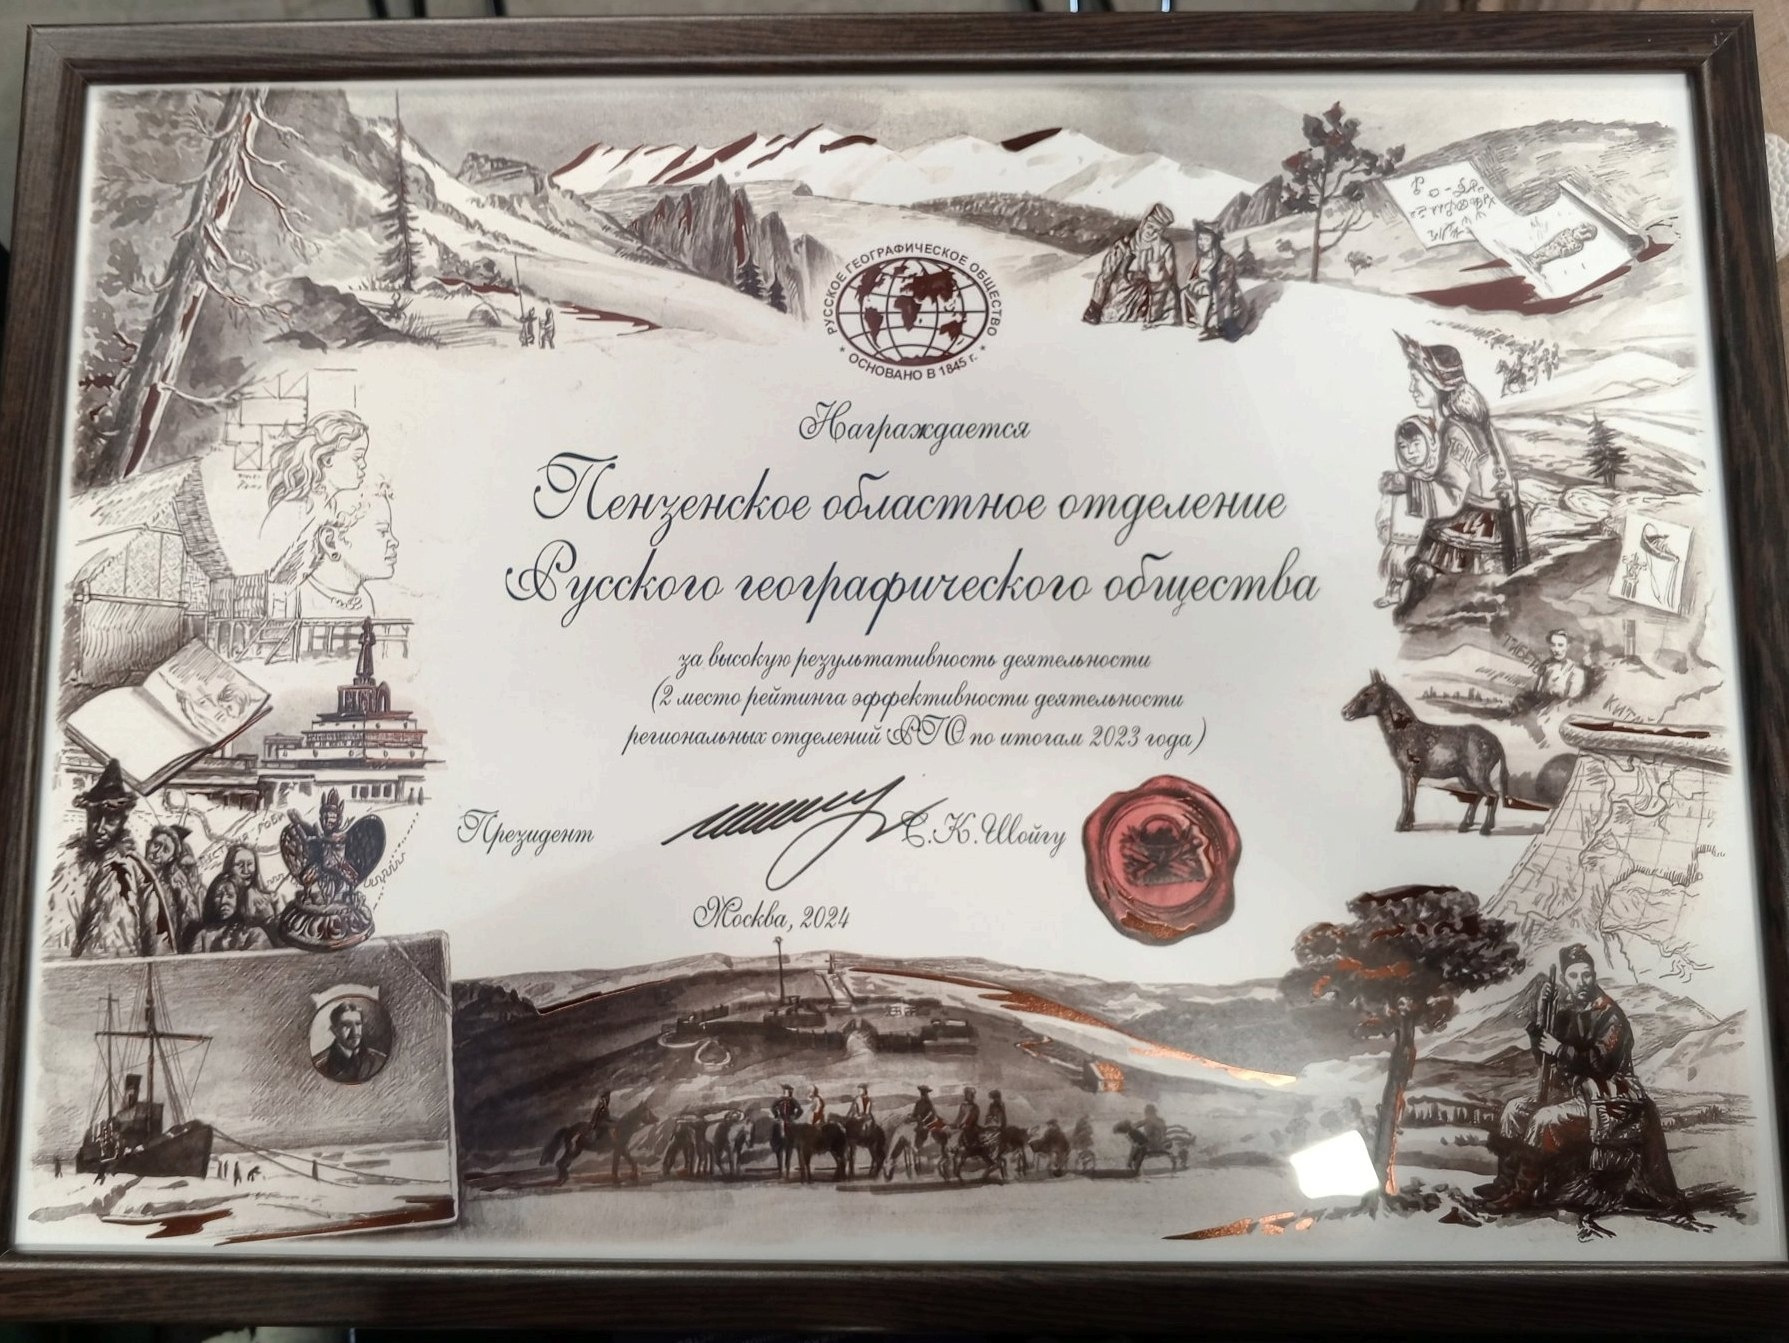 РУССКОЕ ГЕОГРАФИЧЕСКОЕ ОБЩЕСТВО
* ОСНОВАНО В 1845 г. *
Награждается
Пензенское областное отделение
Русского географического общества
за высокую результативность деятельности
(2 место рейтинга эффективности деятельности
региональных отделений РГО по итогам 2023 года)
Президент С.К.Шойгу
Москва, 2024
ТИБЕТ